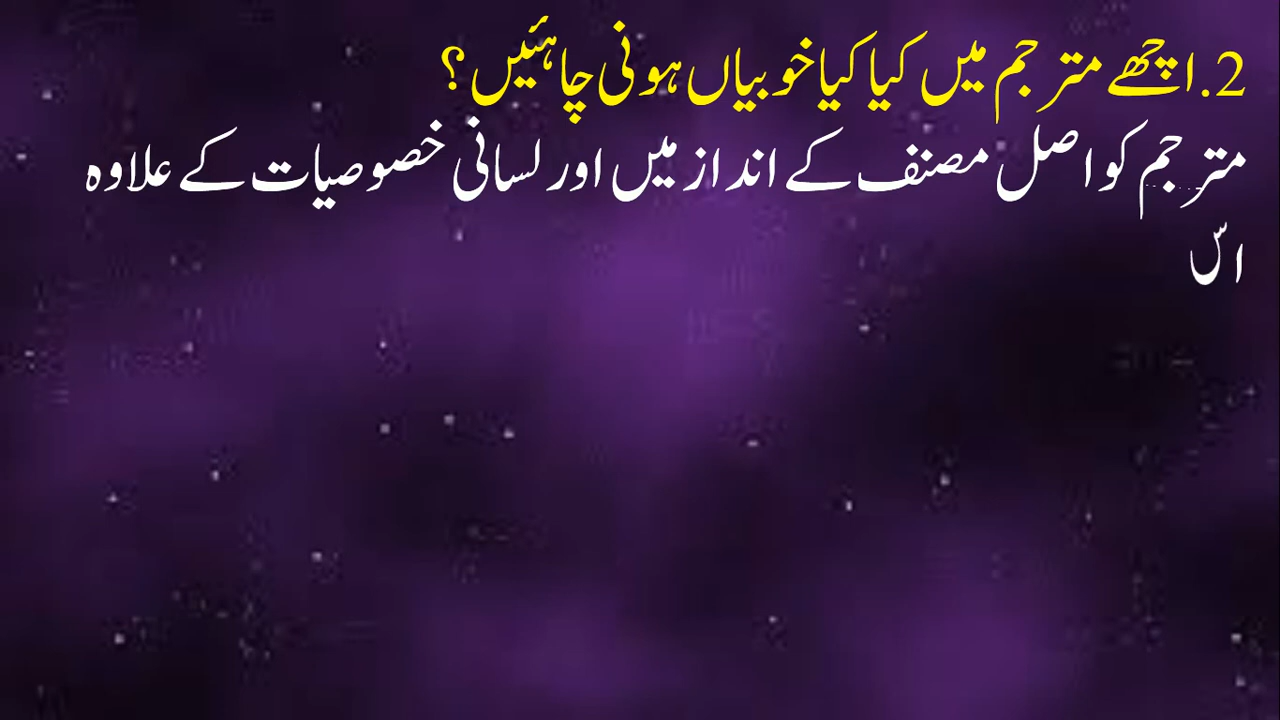 2.اچھے مترجم میں کیا کیا خوبیاں ہونی چاہئیں؟
مترجم کو اصل مصنف کے انداز میں اور لسانی خصوصیات کے علاوہ
اس